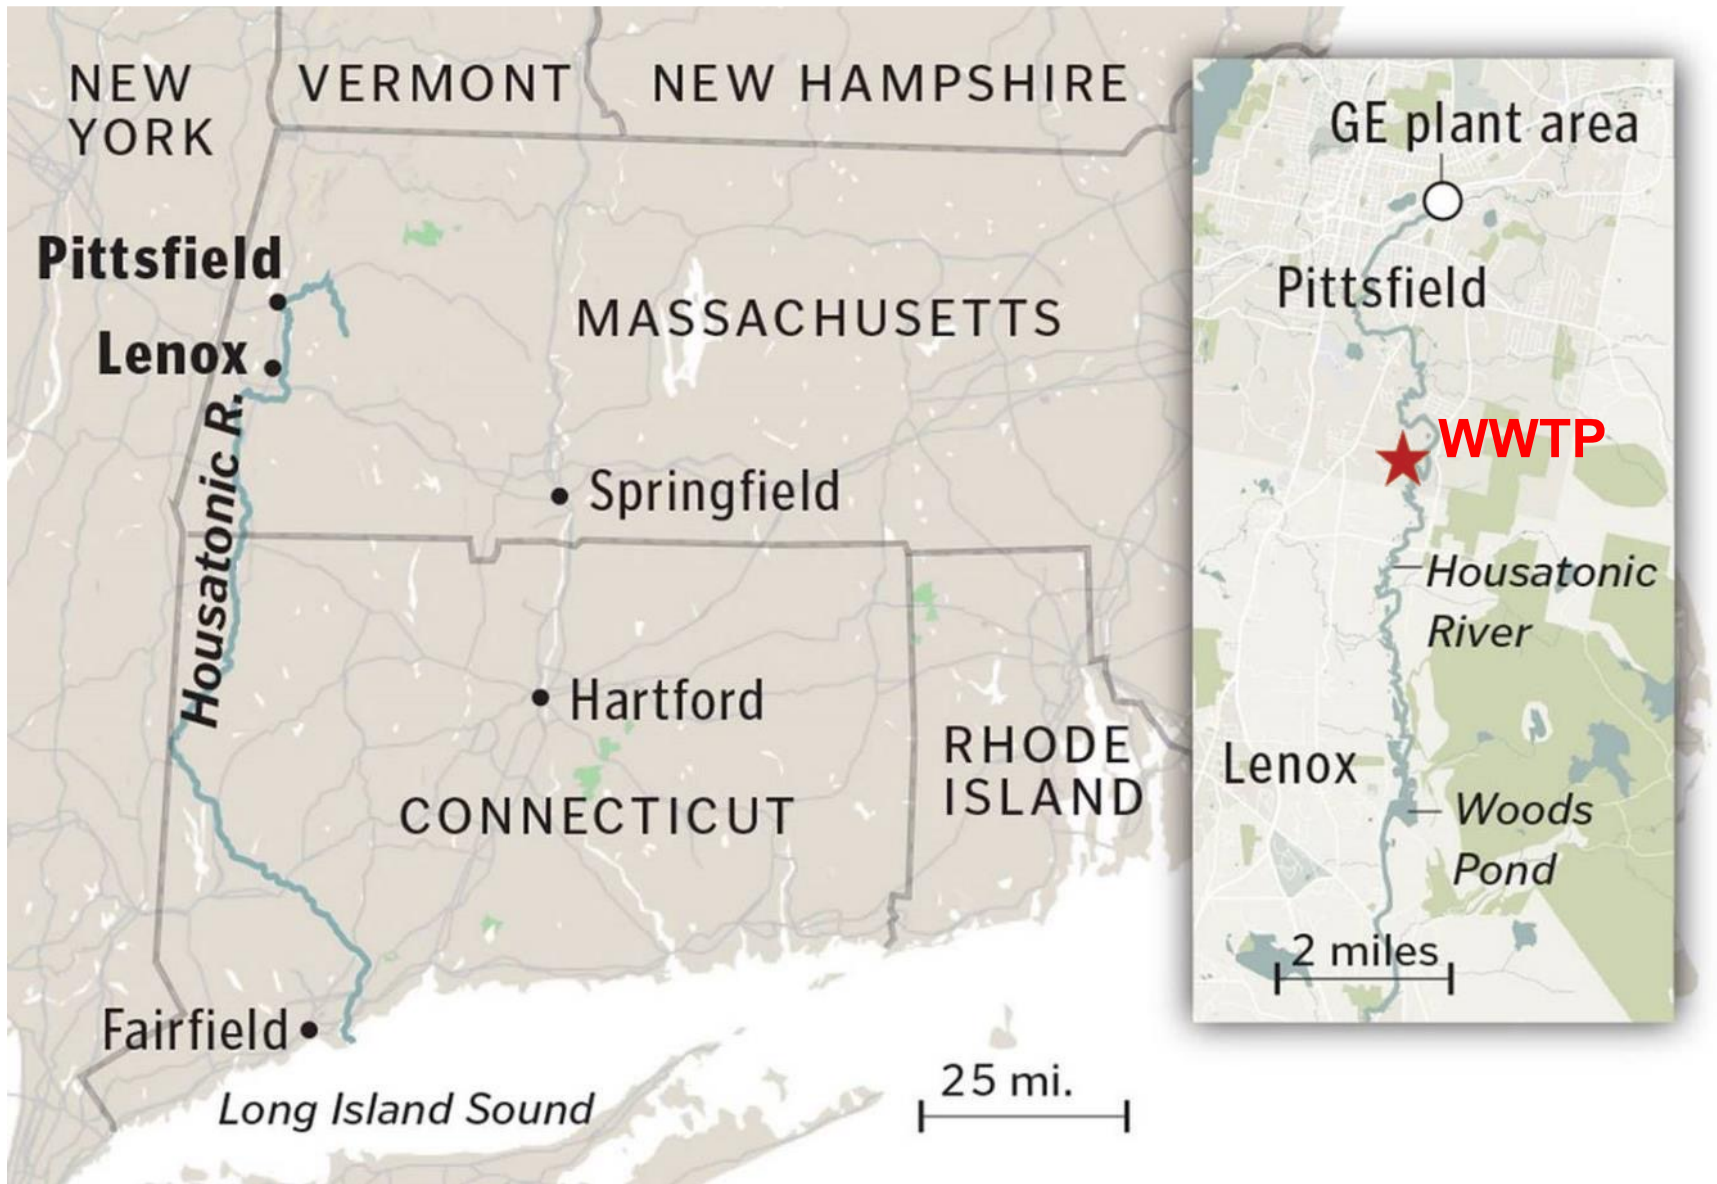 NEW
YORK
VERMONT
NEW HAMPSHIRE
Pittsfield
Lenox
MASSACHUSETTS
Housatonic R.
Springfield
Hartford
CONNECTICUT
RHODE
ISLAND
Fairfield
Long Island Sound
25 mi.
GE plant area
Pittsfield
WWTP
Housatonic
River
Lenox
Woods
Pond
2 miles